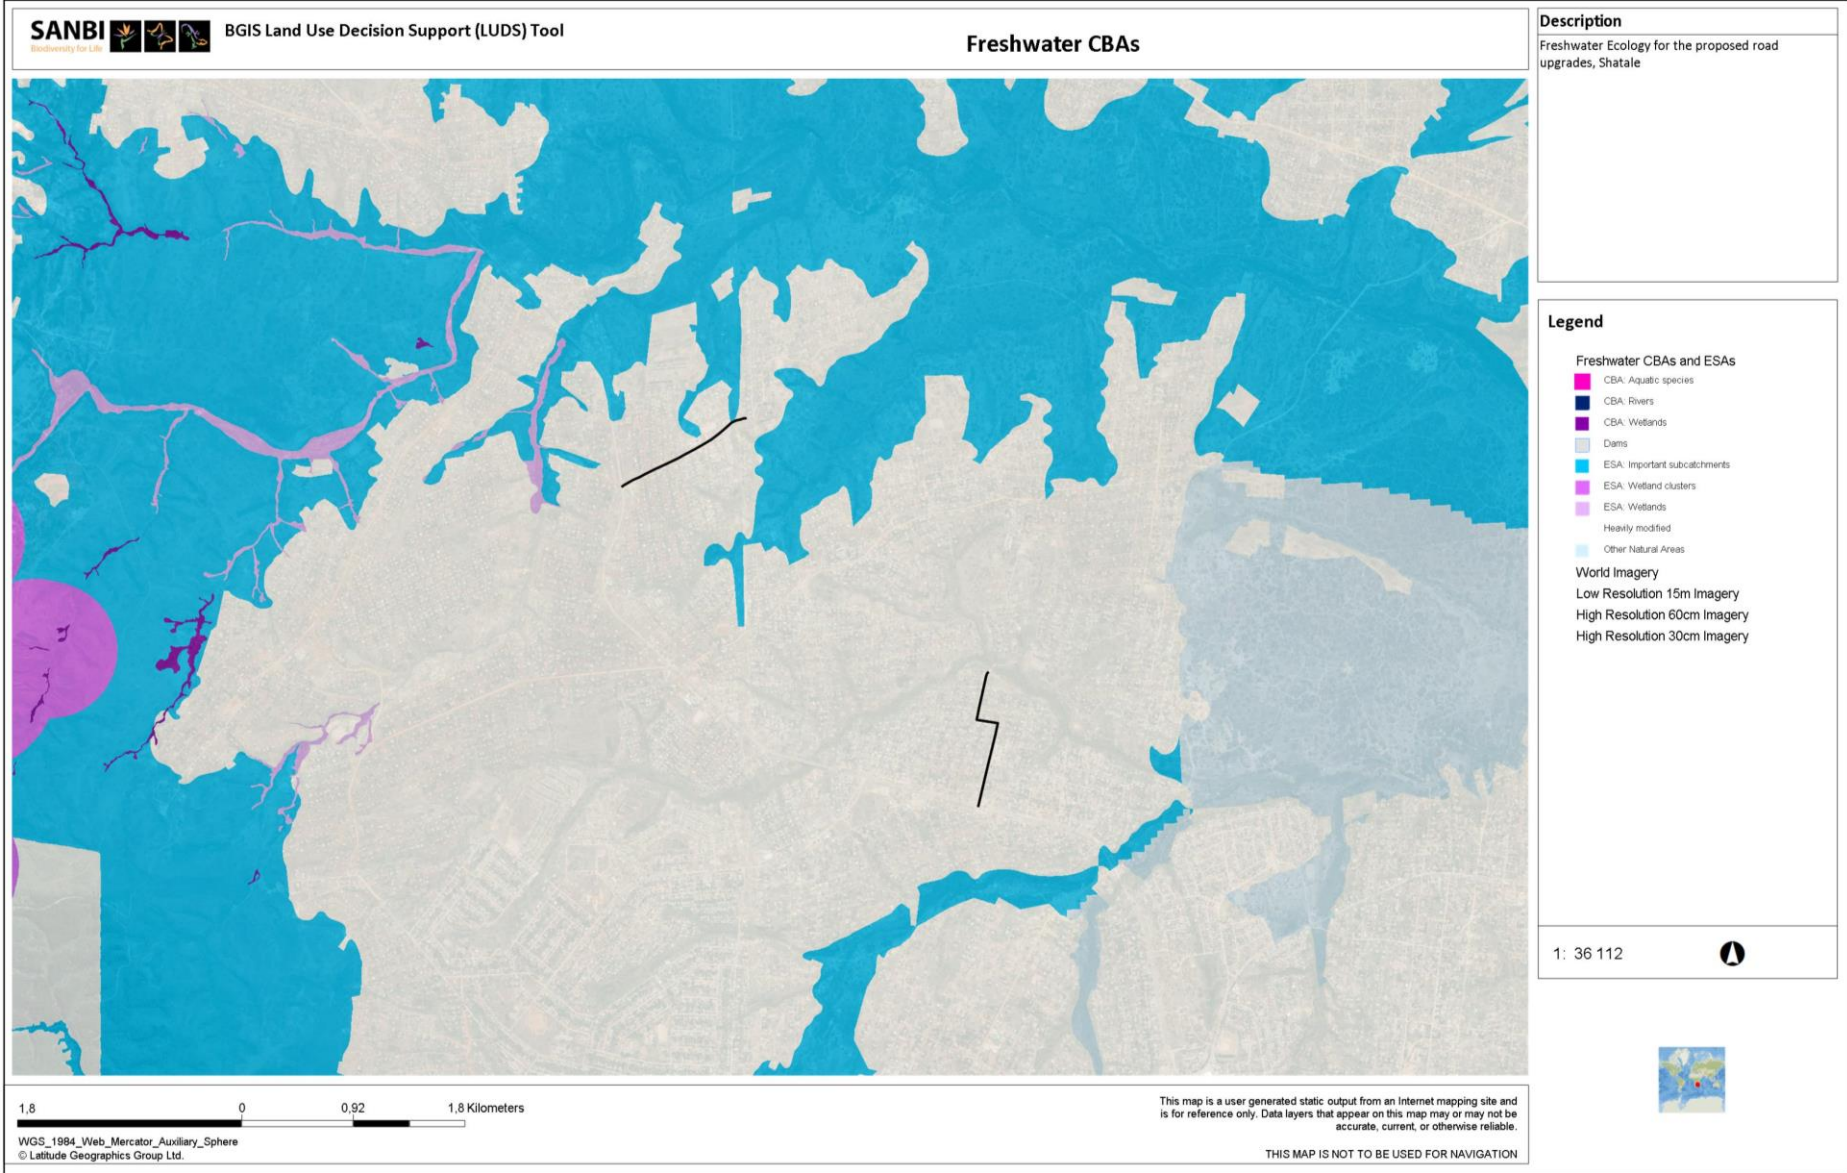 SANBI
Biodiversity for Life
BGIS Land Use Decision Support (LUDS) Tool
Freshwater CBAs
Description
Freshwater Ecology for the proposed road
upgrades, Shatale
Legend
Freshwater CBAs and ESAs
CBA: Aquatic species
CBA: Rivers
CBA: Wetlands
Dams
ESA: Important subcatchments
ESA: Wetland clusters
ESA: Wetlands
Heavily modified
Other Natural Areas
World Imagery
Low Resolution 15m Imagery
High Resolution 60cm Imagery
High Resolution 30cm Imagery
1: 36 112
1,8 0 0,92 1,8 Kilometers
WGS_1984_Web_Mercator_Auxiliary_Sphere
© Latitude Geographics Group Ltd.
This map is a user generated static output from an Internet mapping site and
is for reference only. Data layers that appear on this map may or may not be
accurate, current, or otherwise reliable.
THIS MAP IS NOT TO BE USED FOR NAVIGATION